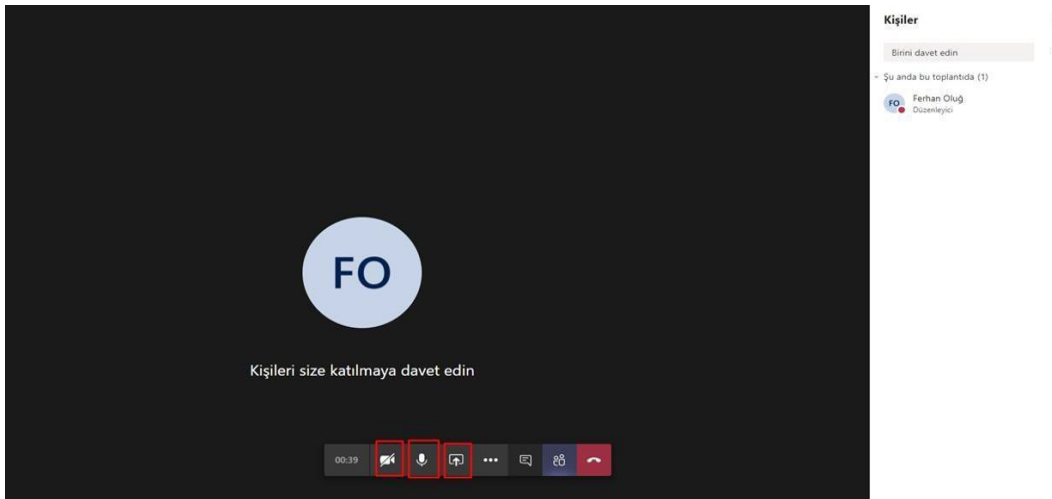 Kişiler
Birini davet edin
Şu anda bu toplantıda (1)
FO
Ferhan Oluğ
Düzenleyici
FO
Kişileri size katılmaya davet edin
00:39